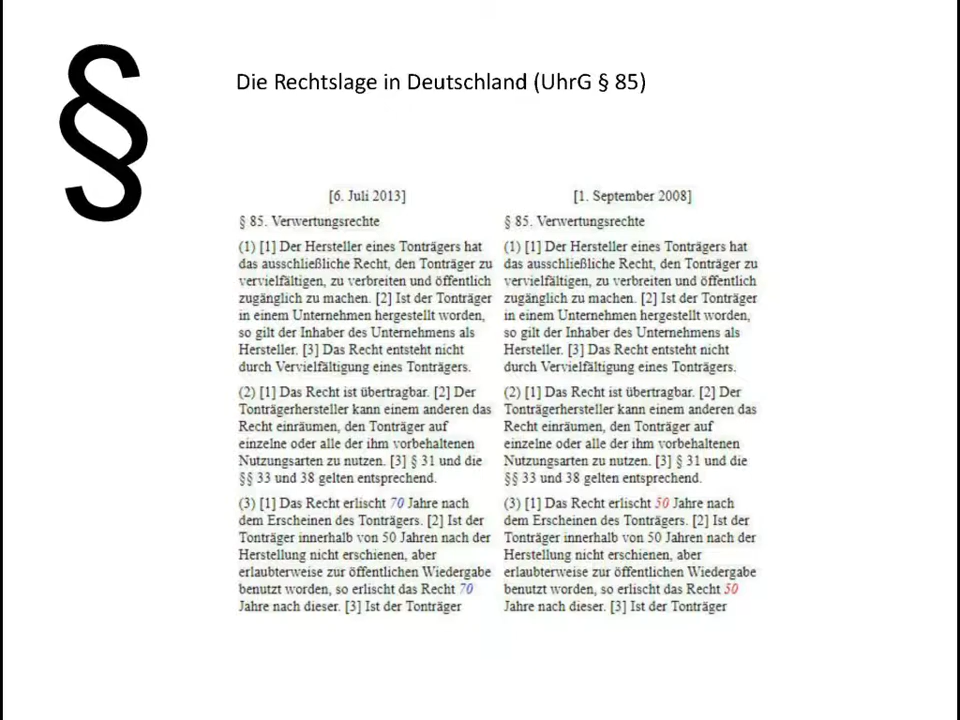 §
Die Rechtslage in Deutschland (UhrG § 85)
[6. Juli 2013]
§ 85. Verwertungsrechte
(1) [1] Der Hersteller eines Tonträgers hat
das ausschließliche Recht, den Tonträger zu
vervielfältigen, zu verbreiten und öffentlich
zugänglich zu machen. [2] Ist der Tonträger
in einem Unternehmen hergestellt worden,
so gilt der Inhaber des Unternehmens als
Hersteller. [3] Das Recht entsteht nicht
durch Vervielfältigung eines Tonträgers.
(2) [1] Das Recht ist übertragbar. [2] Der
Tonträgerhersteller kann einem anderen das
Recht einräumen, den Tonträger auf
einzelne oder alle der ihm vorbehaltenen
Nutzungsarten zu nutzen. [3] § 31 und die
§§ 33 und 38 gelten entsprechend.
(3) [1] Das Recht erlischt 70 Jahre nach
dem Erscheinen des Tonträgers. [2] Ist der
Tonträger innerhalb von 50 Jahren nach der
Herstellung nicht erschienen, aber
erlaubterweise zur öffentlichen Wiedergabe
benutzt worden, so erlischt das Recht 70
Jahre nach dieser. [3] Ist der Tonträger
[1. September 2008]
§ 85. Verwertungsrechte
(1) [1] Der Hersteller eines Tonträgers hat
das ausschließliche Recht, den Tonträger zu
vervielfältigen, zu verbreiten und öffentlich
zugänglich zu machen. [2] Ist der Tonträger
in einem Unternehmen hergestellt worden,
so gilt der Inhaber des Unternehmens als
Hersteller. [3] Das Recht entsteht nicht
durch Vervielfältigung eines Tonträgers.
(2) [1] Das Recht ist übertragbar. [2] Der
Tonträgerhersteller kann einem anderen das
Recht einräumen, den Tonträger auf
einzelne oder alle der ihm vorbehaltenen
Nutzungsarten zu nutzen. [3] § 31 und die
§§ 33 und 38 gelten entsprechend.
(3) [1] Das Recht erlischt 50 Jahre nach
dem Erscheinen des Tonträgers. [2] Ist der
Tonträger innerhalb von 50 Jahren nach der
Herstellung nicht erschienen, aber
erlaubterweise zur öffentlichen Wiedergabe
benutzt worden, so erlischt das Recht 50
Jahre nach dieser. [3] Ist der Tonträger